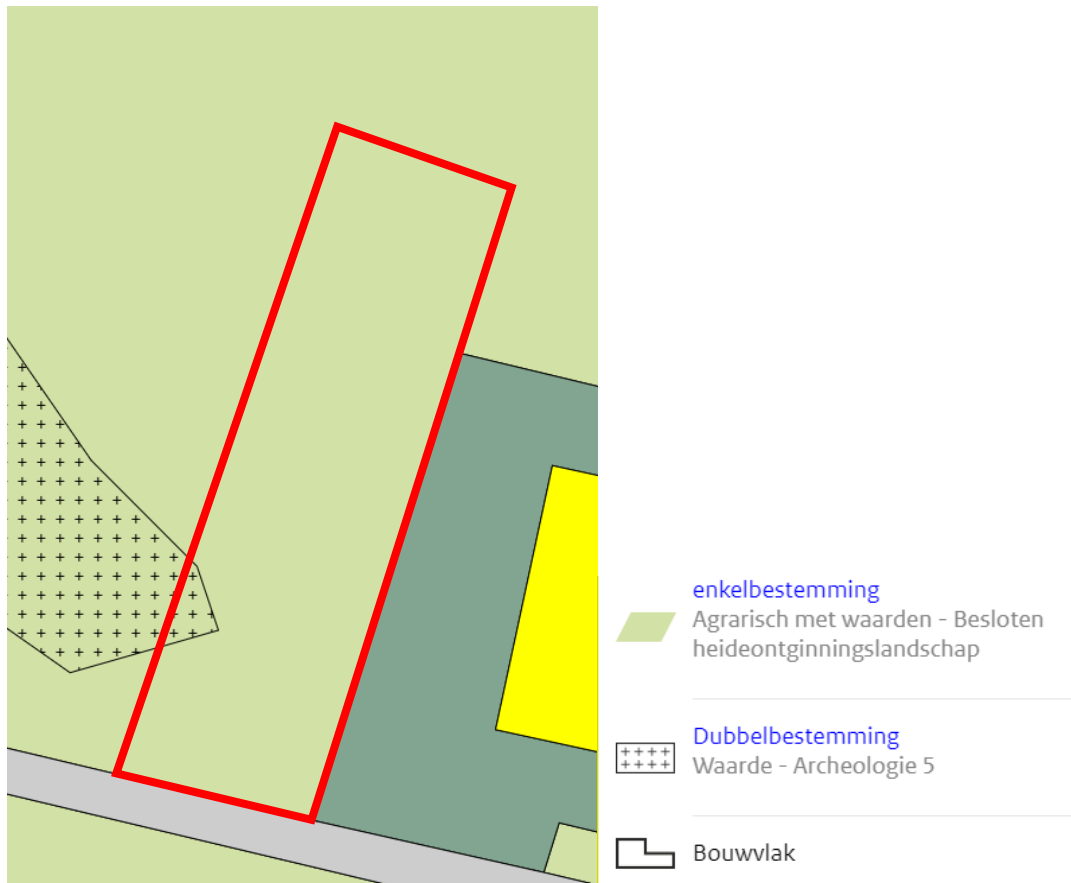 enkelbestemming
Agrarisch met waarden - Besloten
heideontginningslandschap
Dubbelbestemming
Waarde - Archeologie 5
Bouwvlak